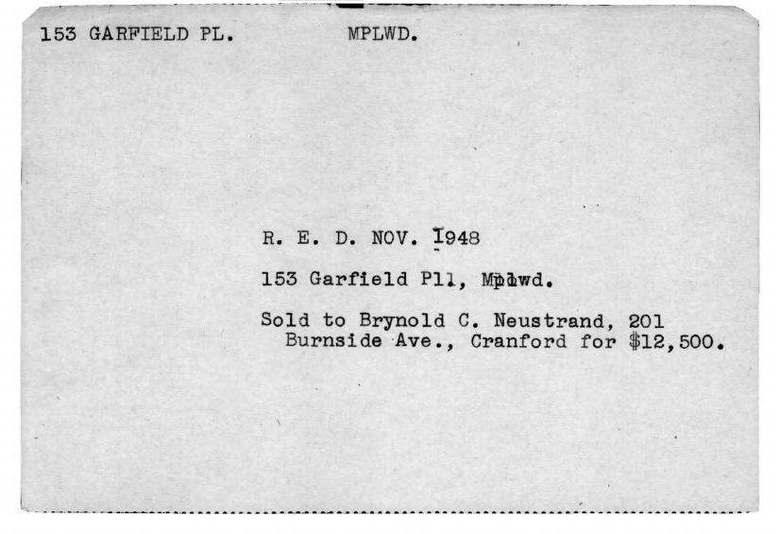 153 GARFIELD PL. MPLWD.
R. E. D. NOV. 1948
153 Garfield Pll, Mplwd.
Sold to Brynold C. Neustrand, 201
Burnside Ave., Cranford for $12,500.